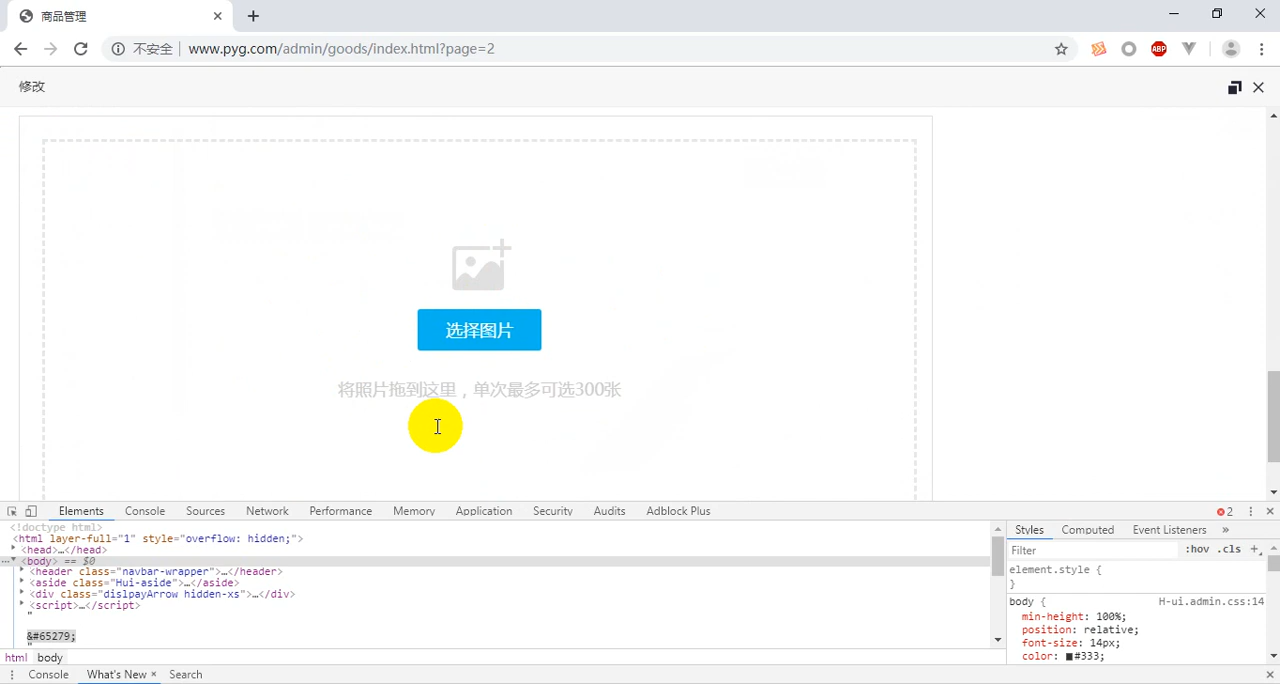 商品管理
不安全 www.pyg.com/admin/goods/index.html?page=2
ABP
修改
选择图片
将照片拖到这里，单次最多可选300张
Elements Console Sources Network Performance Memory Application Security Audits Adblock Plus 2
<!doctype html>
<html layer-full="1" style="overflow: hidden;">
<head>…</head>
<body> == $0
<header class="navbar-wrapper">…</header>
<aside class="Hui-aside">…</aside>
<div class="dislpayArrow hidden-xs">…</div>
<script>…</script>
"
&#65279;
"
html body
Styles Computed Event Listeners »
Filter :hov .cls +
element.style {
}
body { H-ui.admin.css:14
min-height: 100%;
position: relative;
font-size: 14px;
color: #333;
Console What's New × Search